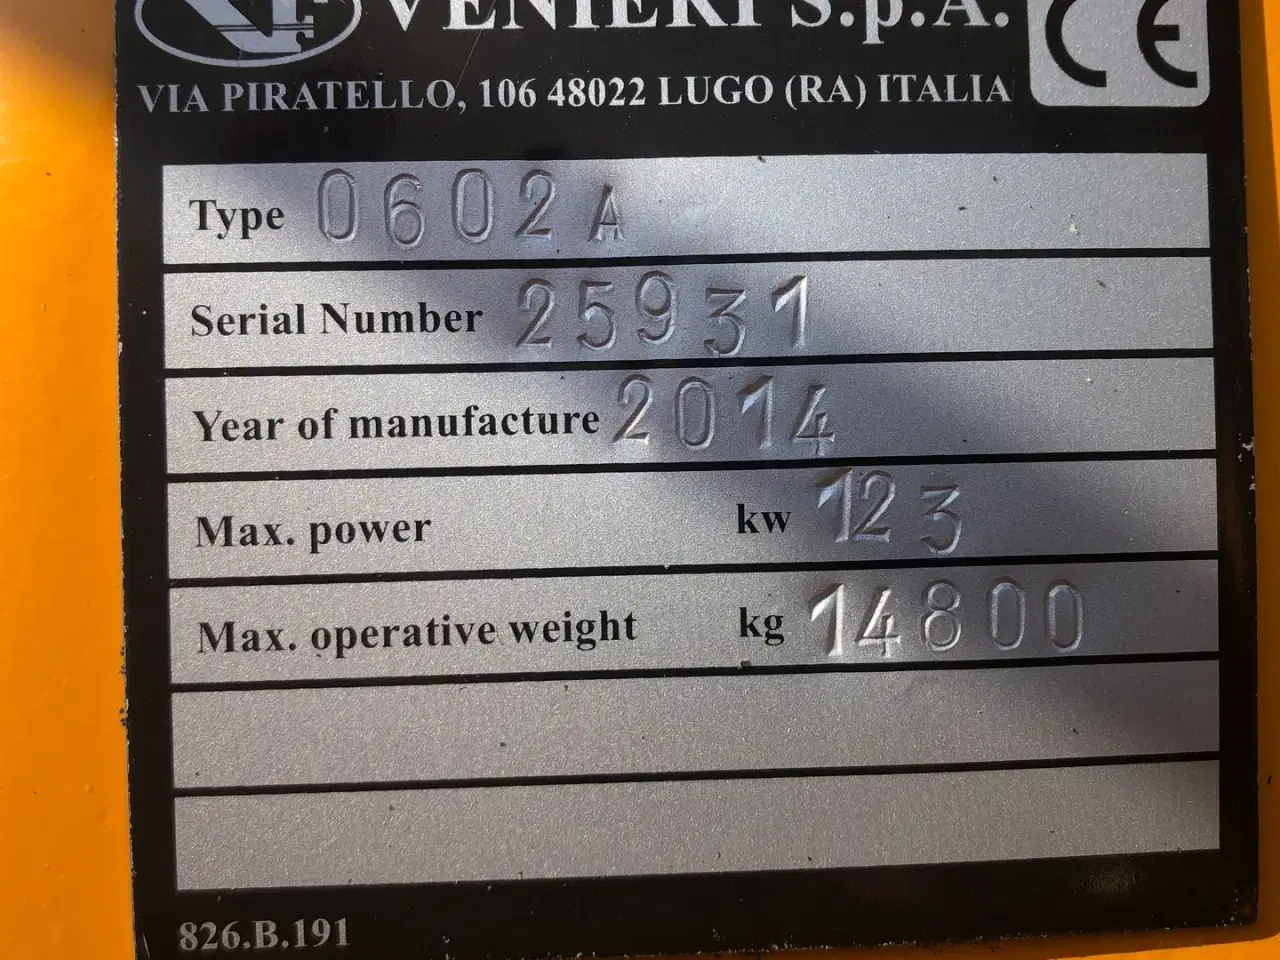 VENIERI S.p.A. CE
VIA PIRATELLO, 106 48022 LUGO (RA) ITALIA
Type 0602 A
Serial Number 25931
Year of manufacture 2014
Max. power kw 123
Max. operative weight kg 14800
826.B.191